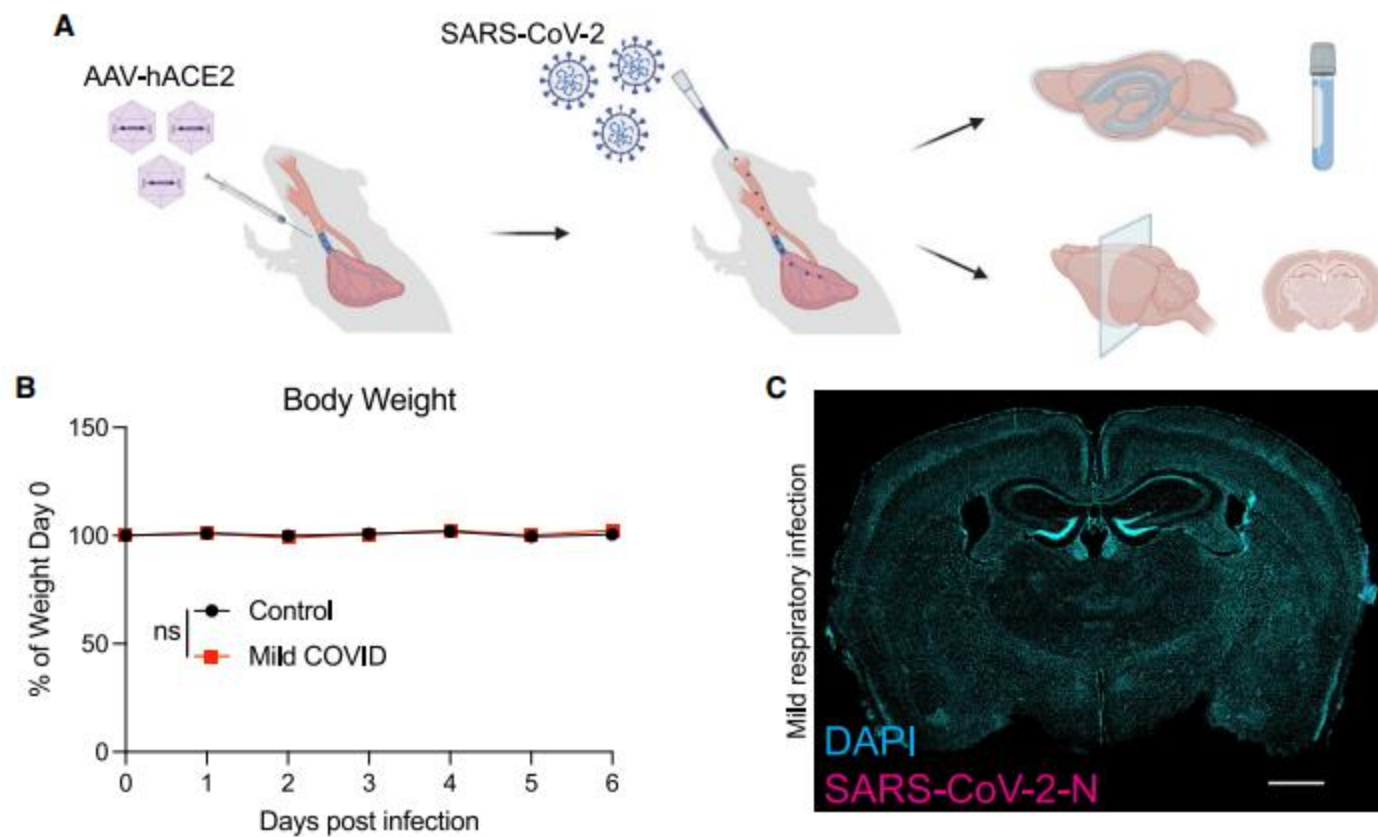 A
AAV-hACE2
SARS-CoV-2
B
Body Weight
% of Weight Day 0
150
100
50
0
ns
Control
Mild COVID
0 1 2 3 4 5 6
Days post infection
C
Mild respiratory infection
DAPI
SARS-CoV-2-N